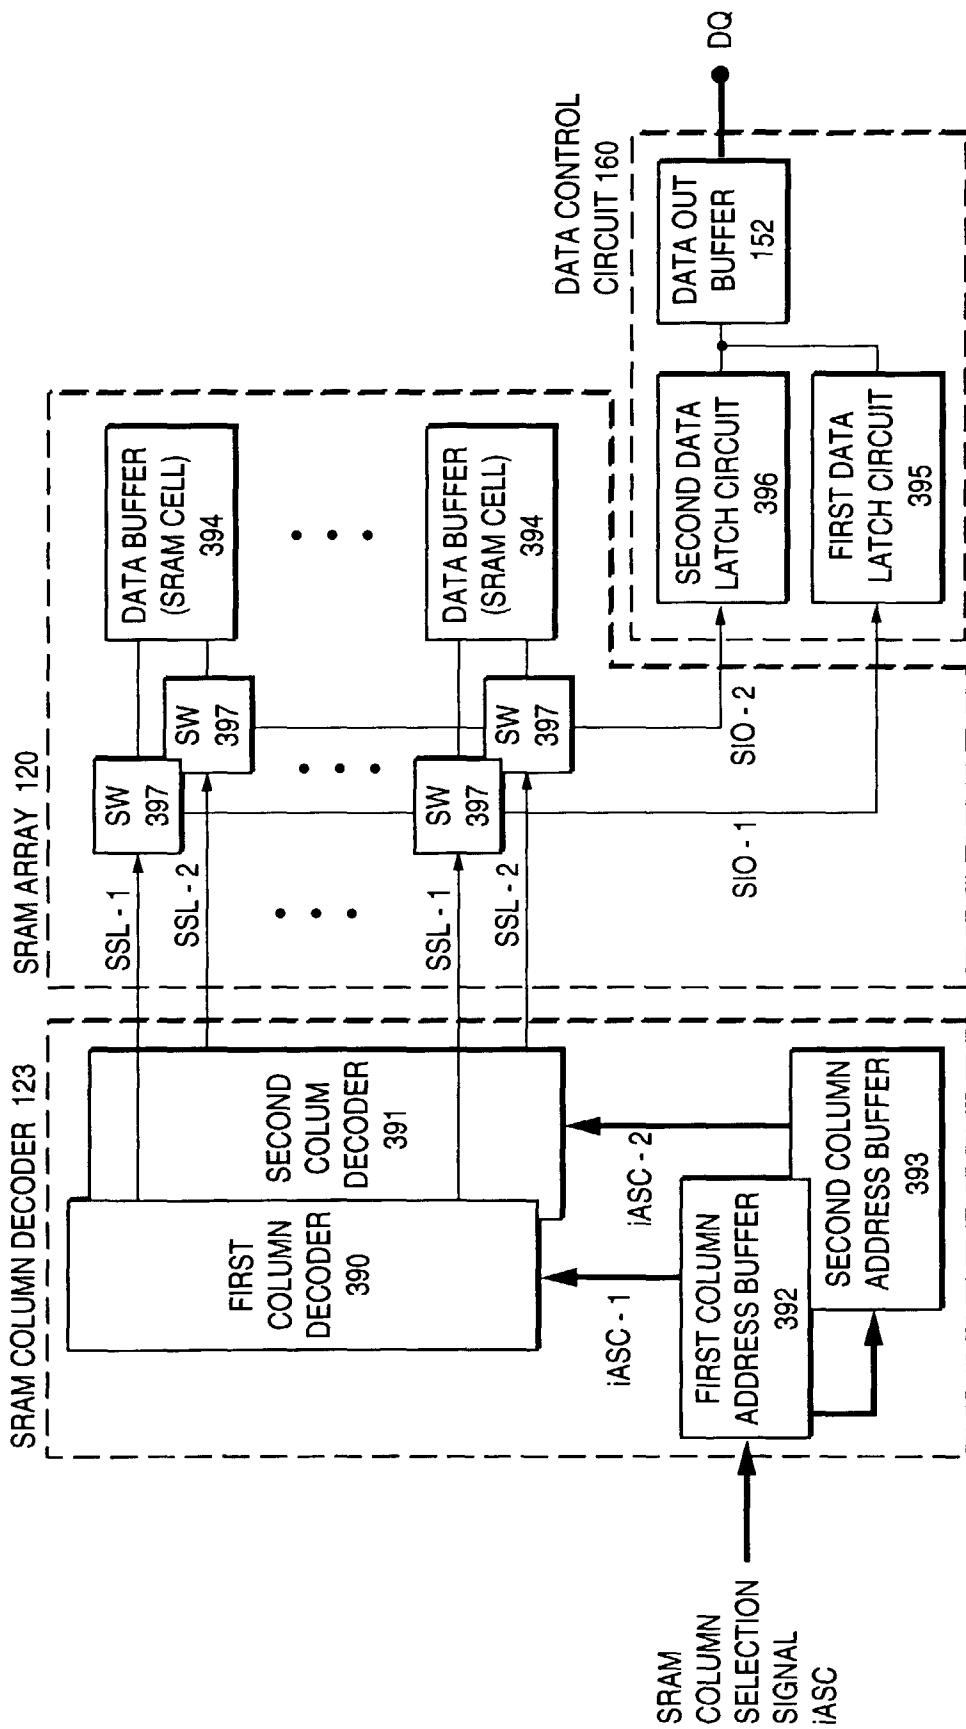 SRAM COLUMN DECODER 123
FIRST
COLUMN
DECODER
390
SECOND
COLUM
DECODER
391
iASC - 1
iASC - 2
FIRST COLUMN
ADDRESS BUFFER
392
SECOND COLUMN
ADDRESS BUFFER
393
SRAM
COLUMN
SELECTION
SIGNAL
iASC
SRAM ARRAY 120
SSL - 1
SSL - 2
SW
397
SW
397
DATA BUFFER
(SRAM CELL)
394
SSL - 1
SSL - 2
SW
397
SW
397
DATA BUFFER
(SRAM CELL)
394
SIO - 1
SIO - 2
DATA CONTROL
CIRCUIT 160
SECOND DATA
LATCH CIRCUIT
396
FIRST DATA
LATCH CIRCUIT
395
DATA OUT
BUFFER
152
DQ